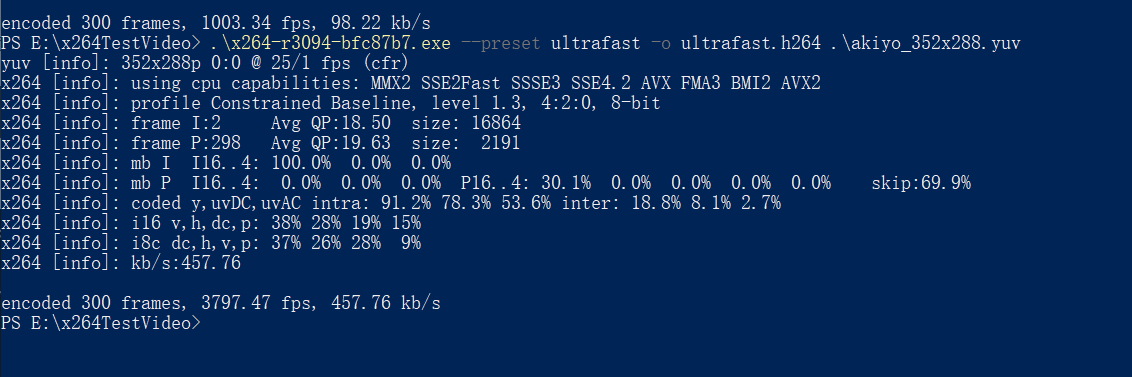 encoded 300 frames, 1003.34 fps, 98.22 kb/s
PS E:\x264TestVideo> .\x264-r3094-bfc87b7.exe --preset ultrafast -o ultrafast.h264 .\akiyo_352x288.yuv
yuv [info]: 352x288p 0:0 @ 25/1 fps (cfr)
x264 [info]: using cpu capabilities: MMX2 SSE2Fast SSSE3 SSE4.2 AVX FMA3 BMI2 AVX2
x264 [info]: profile Constrained Baseline, level 1.3, 4:2:0, 8-bit
x264 [info]: frame I:2     Avg QP:18.50  size: 16864
x264 [info]: frame P:298   Avg QP:19.63  size:  2191
x264 [info]: mb I  I16..4: 100.0%  0.0%  0.0%
x264 [info]: mb P  I16..4:  0.0%  0.0%  0.0%  P16..4: 30.1%  0.0%  0.0%  0.0%  0.0%    skip:69.9%
x264 [info]: coded y,uvDC,uvAC intra: 91.2% 78.3% 53.6% inter: 18.8% 8.1% 2.7%
x264 [info]: i16 v,h,dc,p: 38% 28% 19% 15%
x264 [info]: i8c dc,h,v,p: 37% 26% 28%  9%
x264 [info]: kb/s:457.76
encoded 300 frames, 3797.47 fps, 457.76 kb/s
PS E:\x264TestVideo>